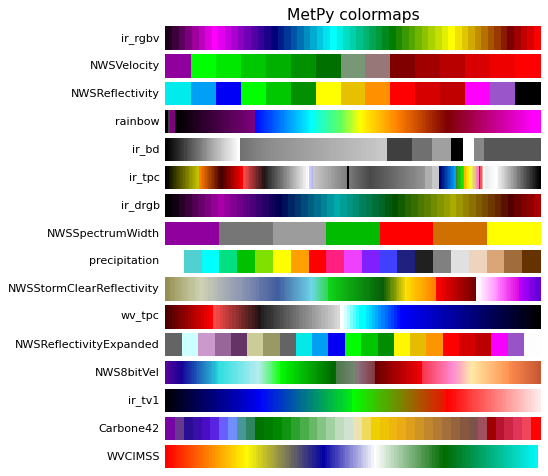 MetPy colormaps
ir_rgbv
NWSVelocity
NWSReflectivity
rainbow
ir_bd
ir_tpc
ir_drgb
NWSSpectrumWidth
precipitation
NWSStormClearReflectivity
wv_tpc
NWSReflectivityExpanded
NWS8bitVel
ir_tv1
Carbone42
WVCIMSS